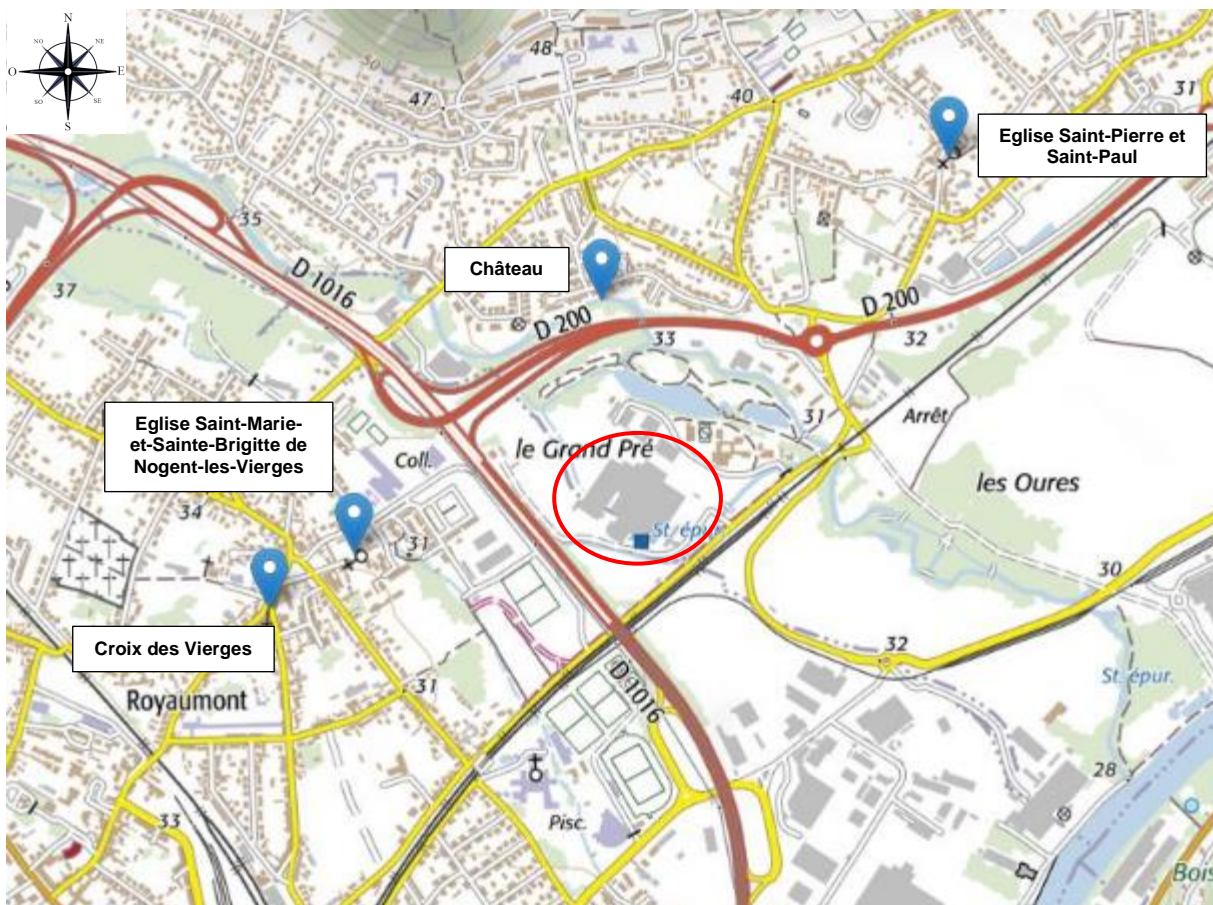 N
NO
NE
O
E
SO
SE
S
48
50
47
40
31
Eglise Saint-Pierre et
Saint-Paul
35
Château
D 1016
37
D 200
D 200
33
32
Eglise Saint-Marie-
et-Sainte-Brigitte de
Nogent-les-Vierges
Arrêt
31
le Grand Pré
Coll.
les Oures
34
St. épur.
31
30
Croix des Vierges
32
Royaumont
31
D 1016
St. épur.
28
33
Pisc.
Bois